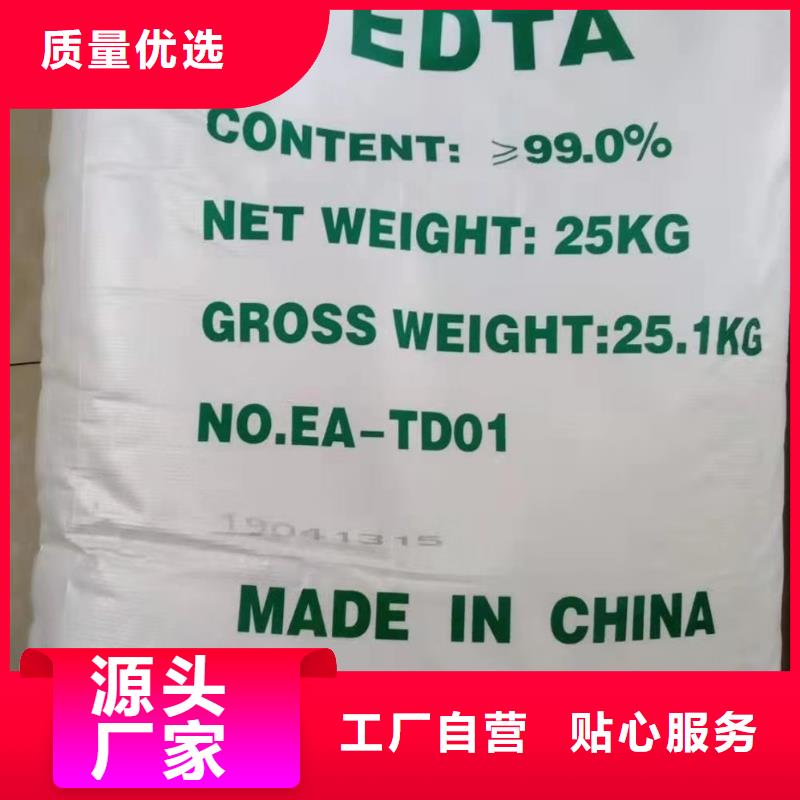 质量优选
EDTA
CONTENT: ≥99.0%
NET WEIGHT: 25KG
GROSS WEIGHT:25.1KG
NO.EA-TD01
19041315
MADE IN CHINA
源头
厂家
工厂自营 贴心服务